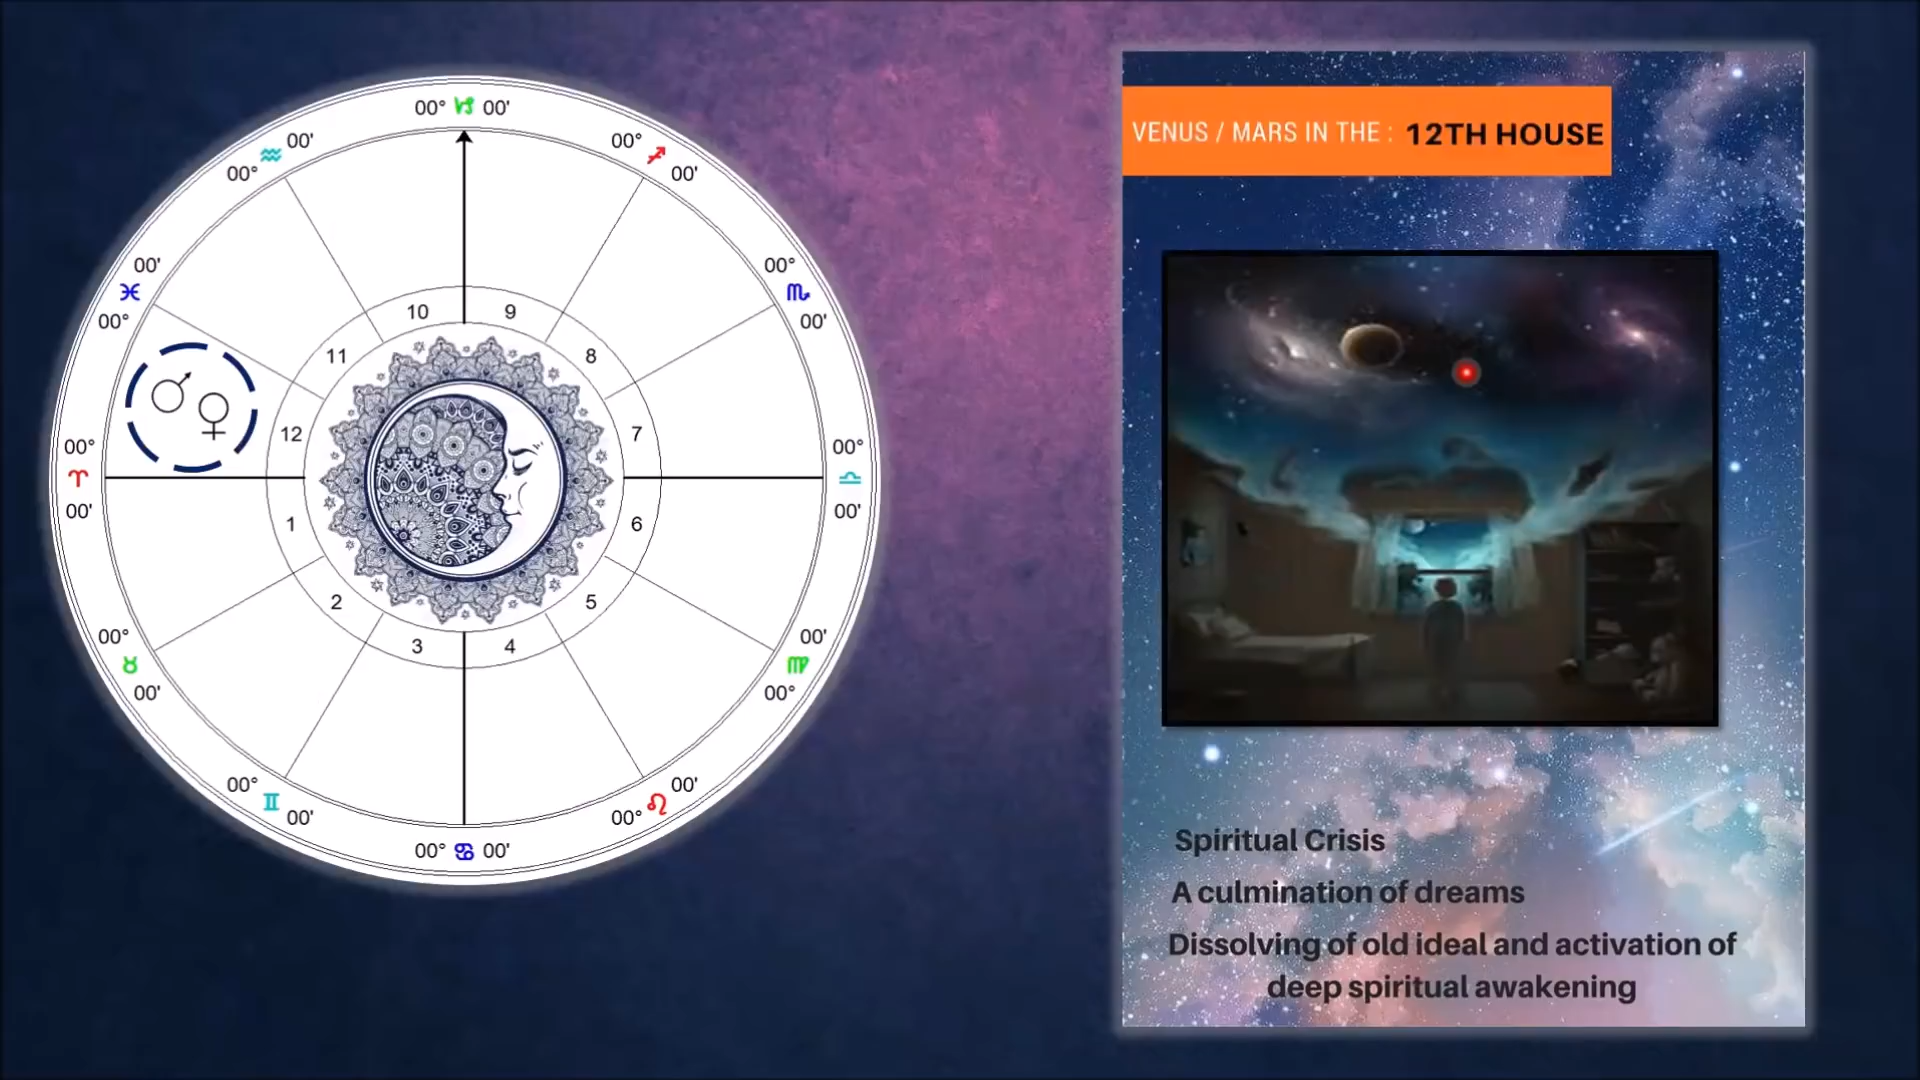 00° ♑ 00'
00° ♐ 00'
00' ♒ 00°
00' ♓ 00°
00° ♏ 00'
10
9
11
8
12
7
00° ♈ 00'
00° ♎ 00'
1
6
2
5
3
4
00° ♉ 00'
00' ♍ 00°
00° ♊ 00'
00' ♌ 00°
00° ♋ 00'
♂ ♀
VENUS / MARS IN THE : 12TH HOUSE
Spiritual Crisis
A culmination of dreams
Dissolving of old ideal and activation of
deep spiritual awakening